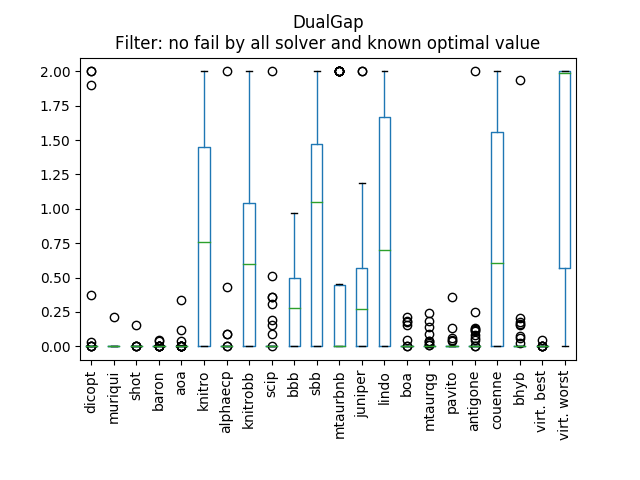 DualGap
Filter: no fail by all solver and known optimal value
2.00
1.75
1.50
1.25
1.00
0.75
0.50
0.25
0.00
dicopt
muriqui
shot
baron
aoa
knitro
alphaecp
knitrobb
scip
bbb
sbb
mtaurbnb
juniper
lindo
boa
mtaurqg
pavito
antigone
couenne
bhyb
virt. best
virt. worst